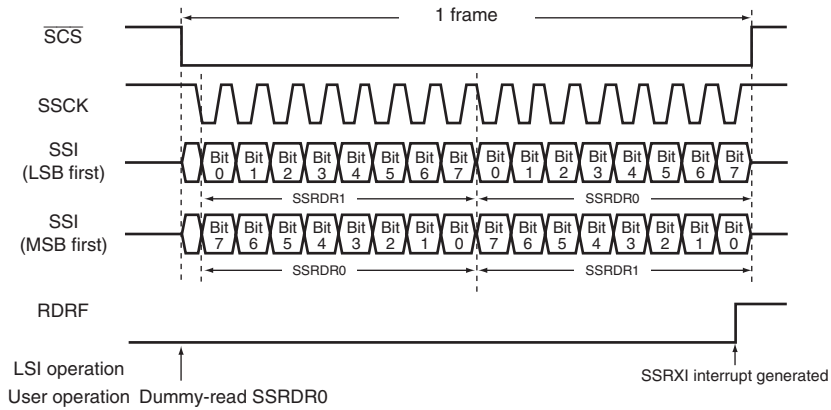 1 frame
SCS
SSCK
SSI
(LSB first)
Bit 0 Bit 1 Bit 2 Bit 3 Bit 4 Bit 5 Bit 6 Bit 7 Bit 0 Bit 1 Bit 2 Bit 3 Bit 4 Bit 5 Bit 6 Bit 7
SSRDR1 SSRDR0
SSI
(MSB first)
Bit 7 Bit 6 Bit 5 Bit 4 Bit 3 Bit 2 Bit 1 Bit 0 Bit 7 Bit 6 Bit 5 Bit 4 Bit 3 Bit 2 Bit 1 Bit 0
SSRDR0 SSRDR1
RDRF
LSI operation
SSRXI interrupt generated
User operation Dummy-read SSRDR0